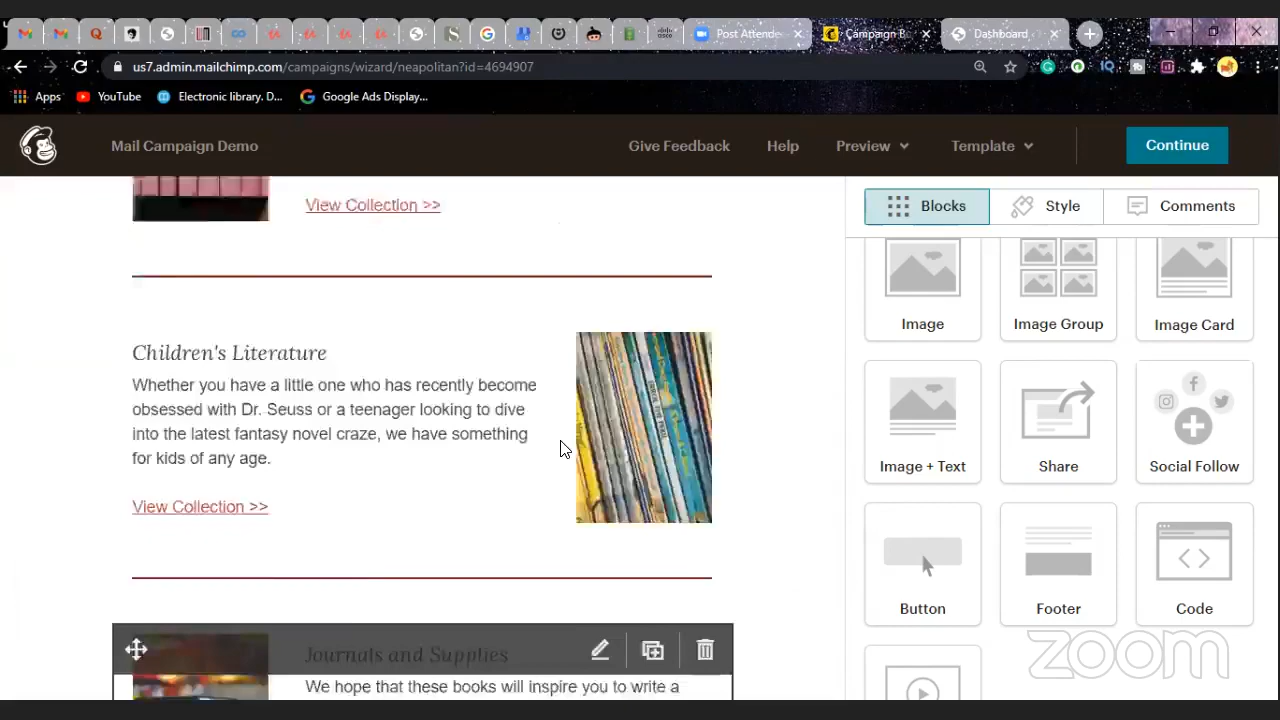 Post Attende
Campaign B
Dashboard
us7.admin.mailchimp.com/campaigns/wizard/neapolitan?id=4694907
Apps
YouTube
Electronic library. D...
Google Ads Display...
Mail Campaign Demo
Give Feedback
Help
Preview
Template
Continue
View Collection >>
Blocks
Style
Comments
Image
Image Group
Image Card
Children's Literature
Whether you have a little one who has recently become
obsessed with Dr. Seuss or a teenager looking to dive
into the latest fantasy novel craze, we have something
for kids of any age.
View Collection >>
Image + Text
Share
Social Follow
Button
Footer
Code
Journals and Supplies
We hope that these books will inspire you to write a
zoom